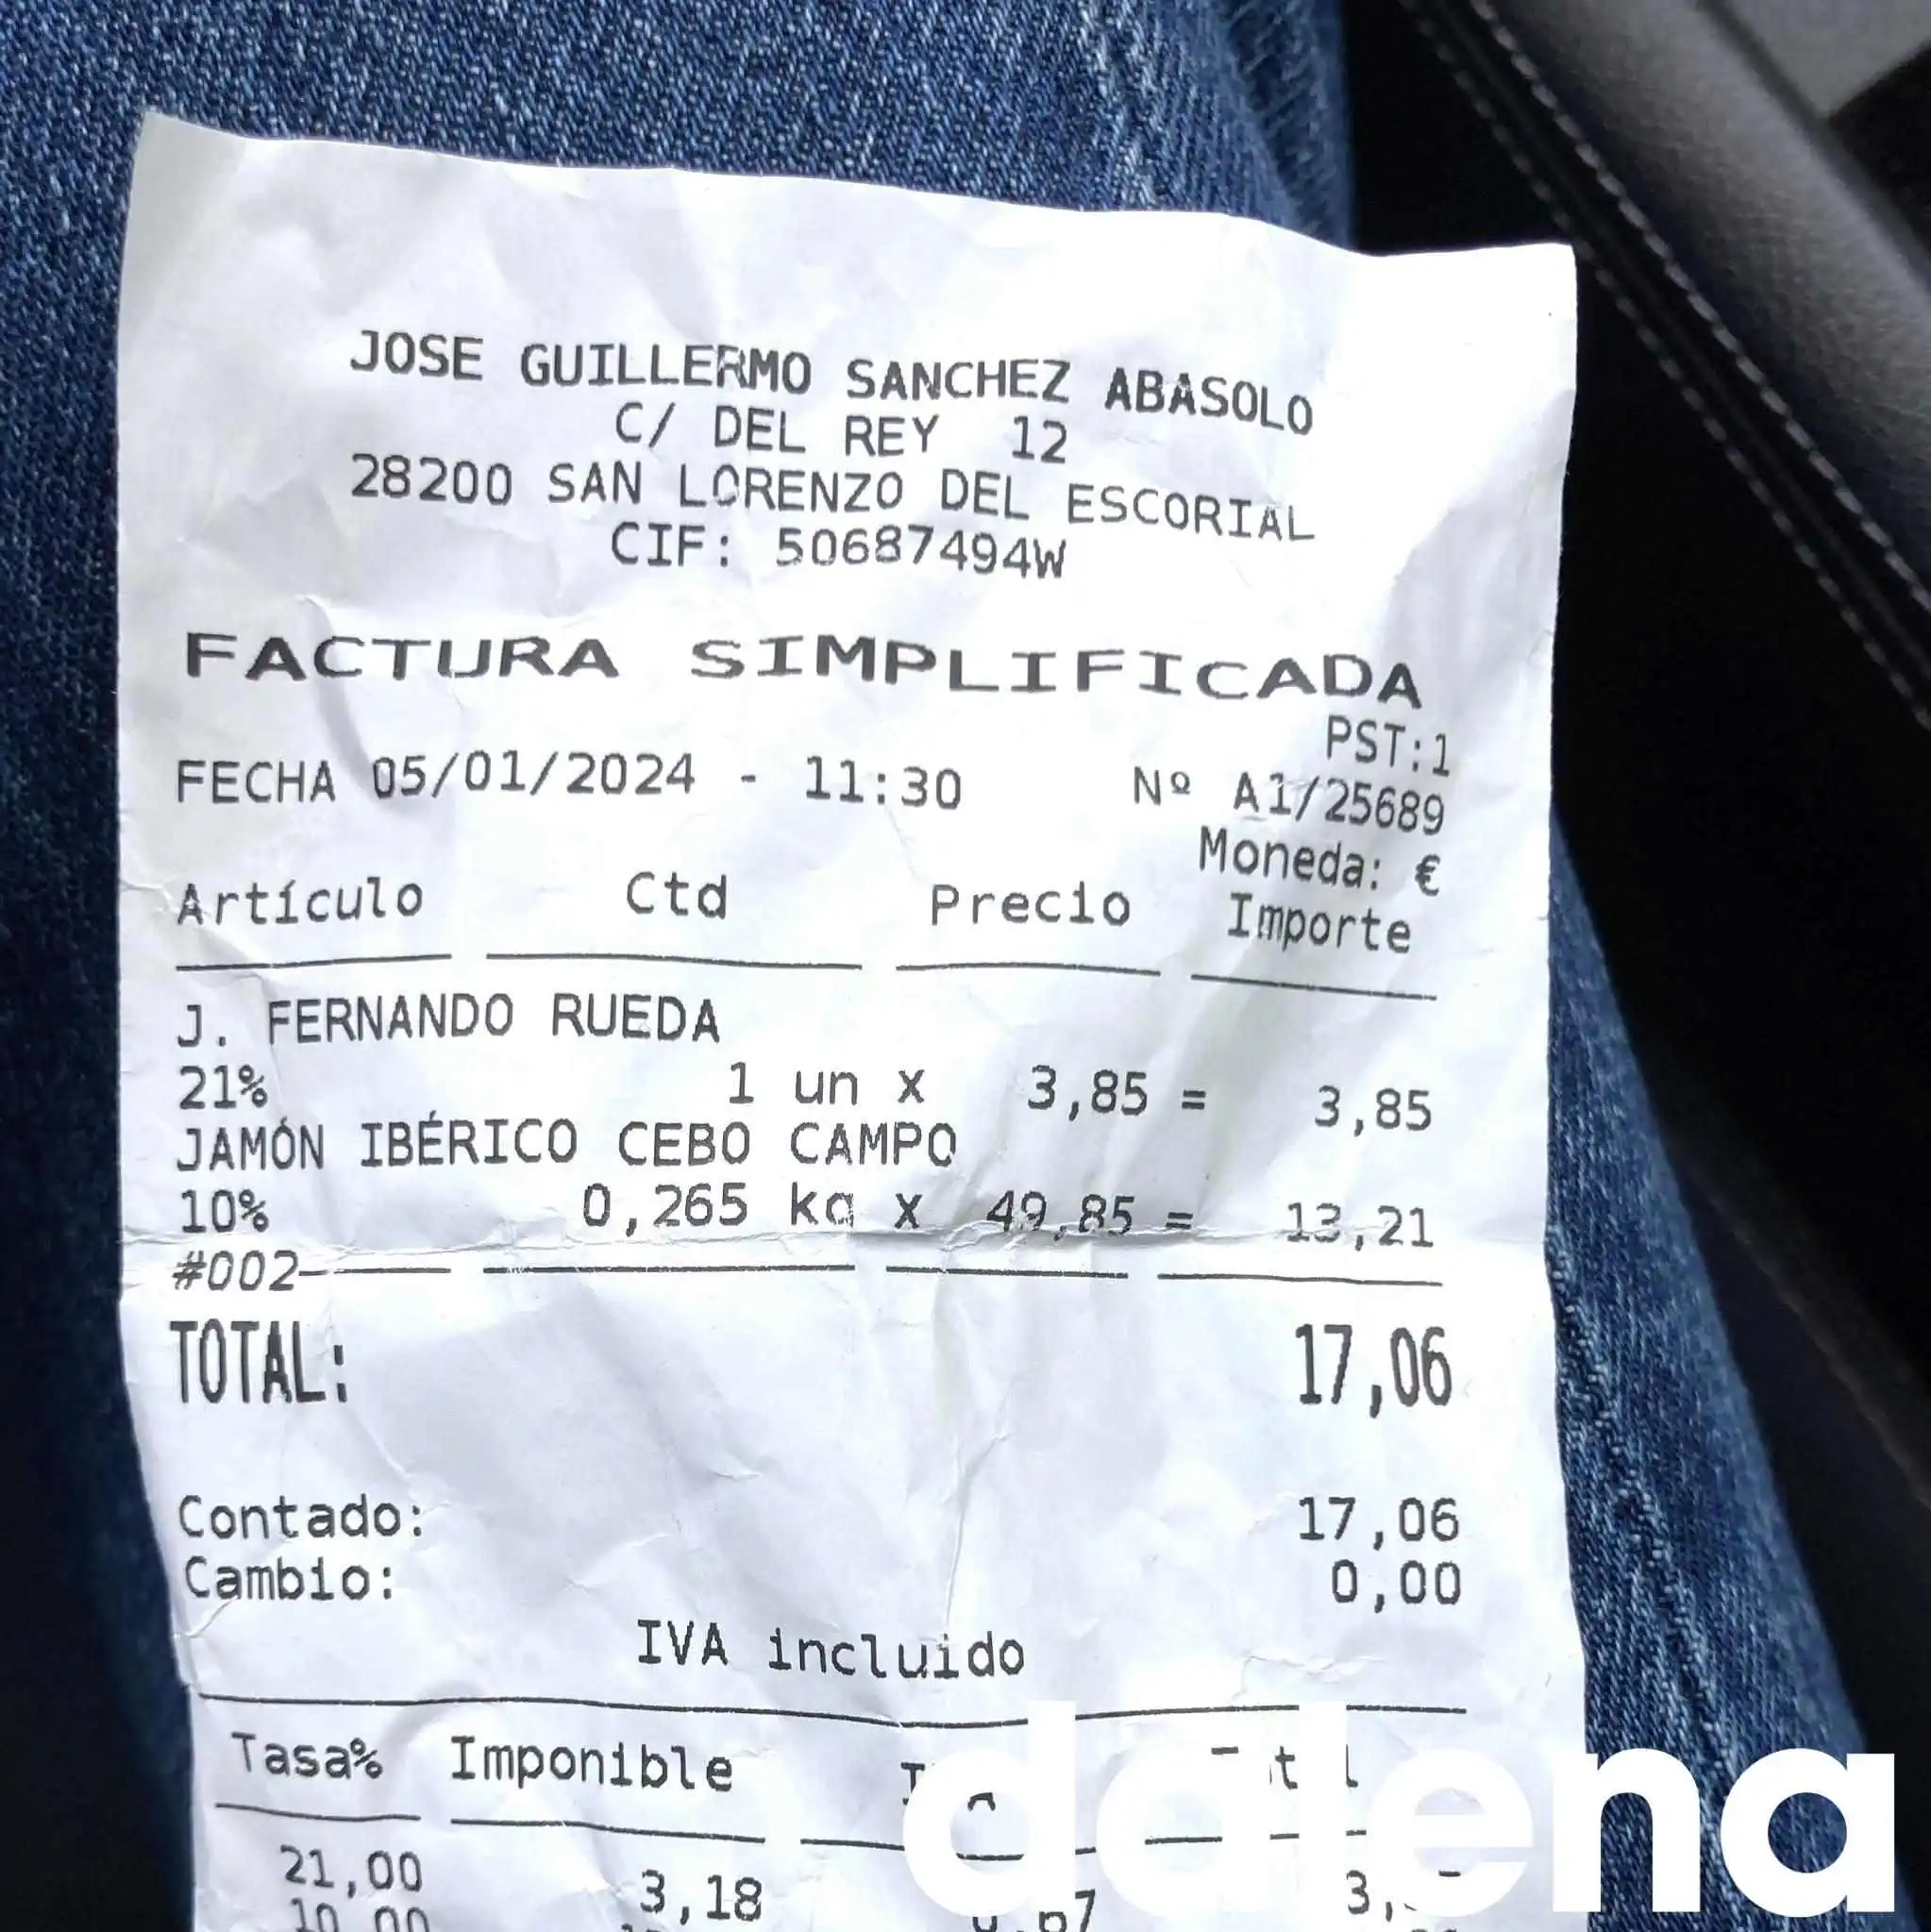 JOSE GUILLERMO SANCHEZ ABASOLO
C/ DEL REY 12
28200 SAN LORENZO DEL ESCORIAL
CIF: 50687494W
FACTURA SIMPLIFICADA
PST:1
FECHA 05/01/2024 - 11:30 Nº A1/25689
Moneda: €
Artículo Ctd Precio Importe
J. FERNANDO RUEDA
21% 1 un x 3,85 = 3,85
JAMÓN IBÉRICO CEBO CAMPO
10% 0,265 kg x 49,85 = 13,21
#002
TOTAL: 17,06
Contado: 17,06
Cambio: 0,00
IVA incluido
Tasa% Imponible
21,00 3,18
10,00
dalena